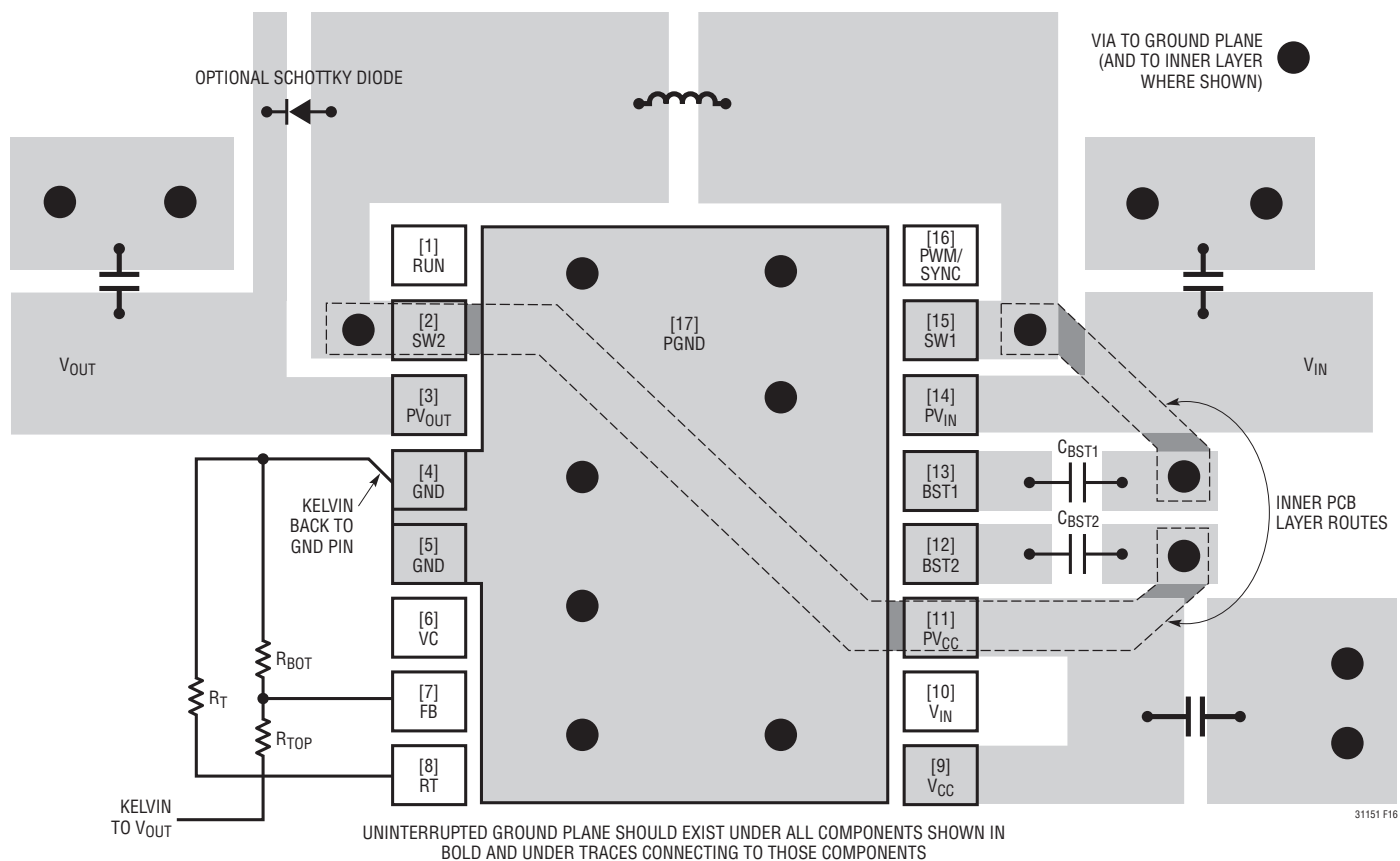 VIA TO GROUND PLANE
(AND TO INNER LAYER
WHERE SHOWN)
OPTIONAL SCHOTTKY DIODE
[1]
RUN
[2]
SW2
[3]
PVOUT
[4]
GND
[5]
GND
[6]
VC
[7]
FB
[8]
RT
[17]
PGND
[16]
PWM/
SYNC
[15]
SW1
[14]
PVIN
[13]
BST1
[12]
BST2
[11]
PVCC
[10]
VIN
[9]
VCC
VOUT
VIN
CBST1
CBST2
INNER PCB
LAYER ROUTES
KELVIN
BACK TO
GND PIN
RBOT
RT
RTOP
KELVIN
TO VOUT
31151 F16
UNINTERRUPTED GROUND PLANE SHOULD EXIST UNDER ALL COMPONENTS SHOWN IN
BOLD AND UNDER TRACES CONNECTING TO THOSE COMPONENTS